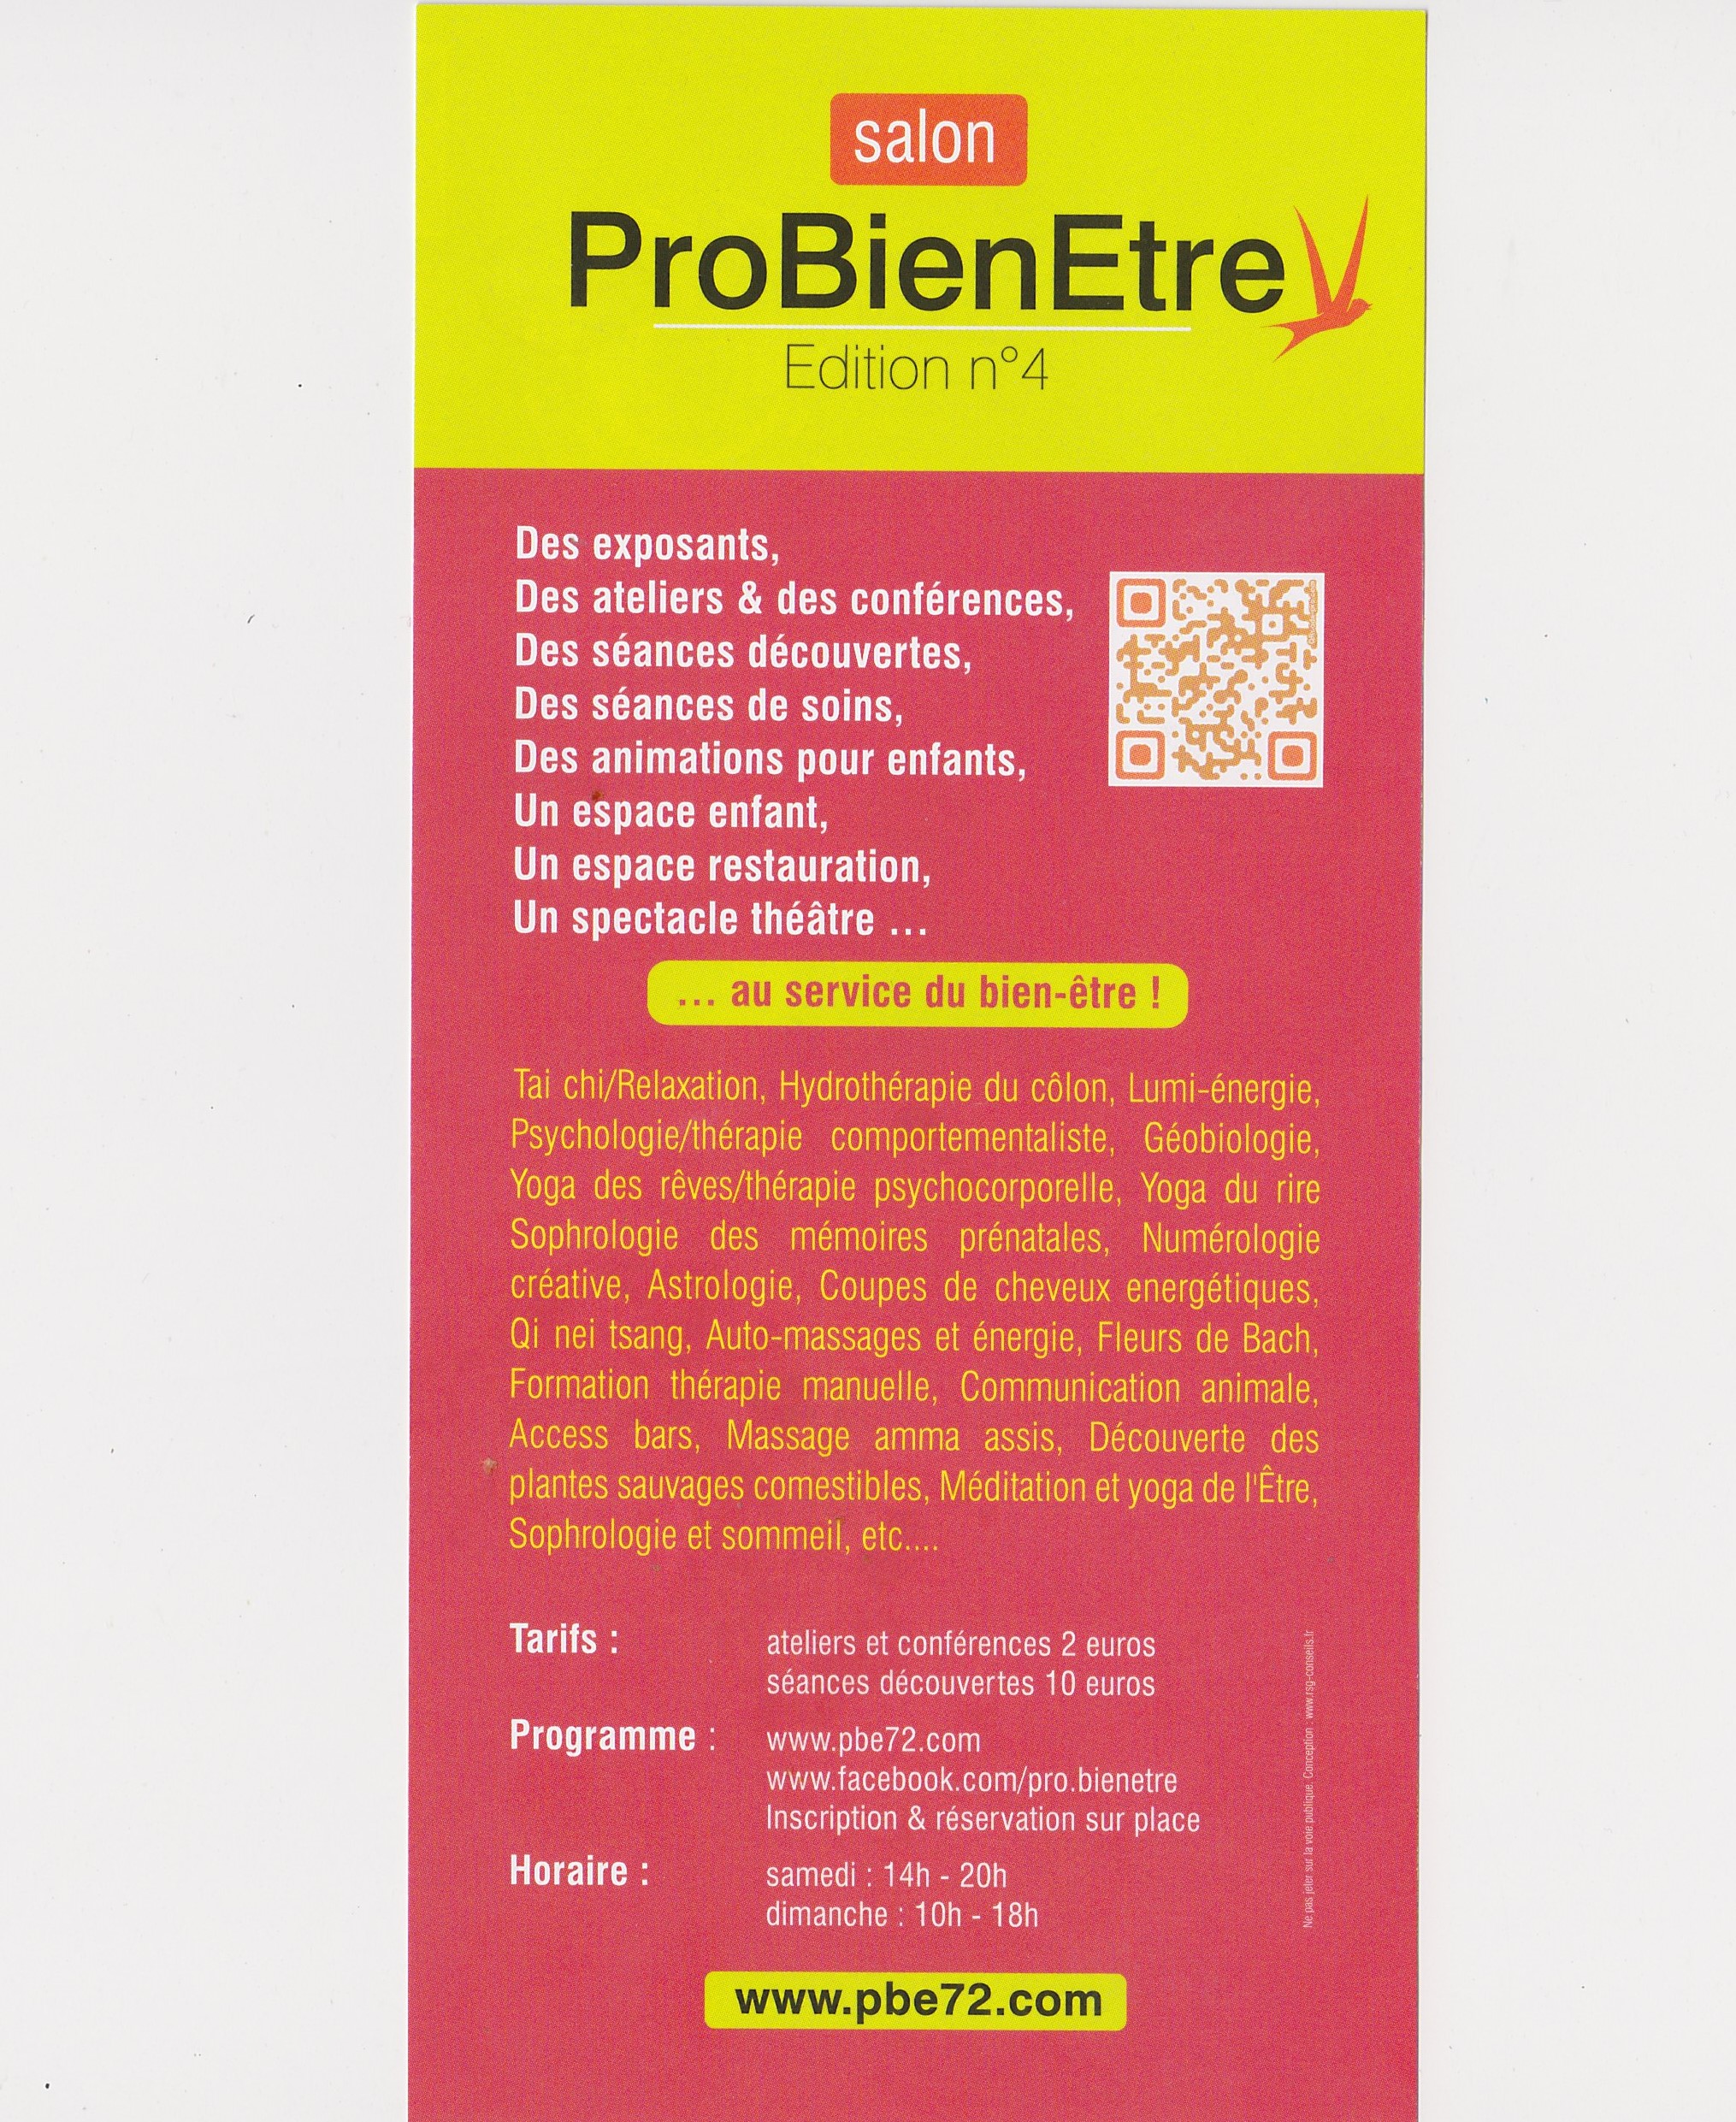 salon
ProBienEtre
Edition n°4
Des exposants,
Des ateliers & des conférences,
Des séances découvertes,
Des séances de soins,
Des animations pour enfants,
Un espace enfant,
Un espace restauration,
Un spectacle théâtre ...
... au service du bien-être !
Tai chi/Relaxation, Hydrothérapie du côlon, Lumi-énergie,
Psychologie/thérapie comportementaliste, Géobiologie,
Yoga des rêves/thérapie psychocorporelle, Yoga du rire
Sophrologie des mémoires prénatales, Numérologie
créative, Astrologie, Coupes de cheveux energétiques,
Qi nei tsang, Auto-massages et énergie, Fleurs de Bach,
Formation thérapie manuelle, Communication animale,
Access bars, Massage amma assis, Découverte des
plantes sauvages comestibles, Méditation et yoga de l'Être,
Sophrologie et sommeil, etc....
Tarifs : ateliers et conférences 2 euros
séances découvertes 10 euros
Programme : www.pbe72.com
www.facebook.com/pro.bienetre
Inscription & réservation sur place
Horaire : samedi : 14h - 20h
dimanche : 10h - 18h
Ne pas jeter sur la voie publique. Conception : www.rsg-conseils.fr
www.pbe72.com